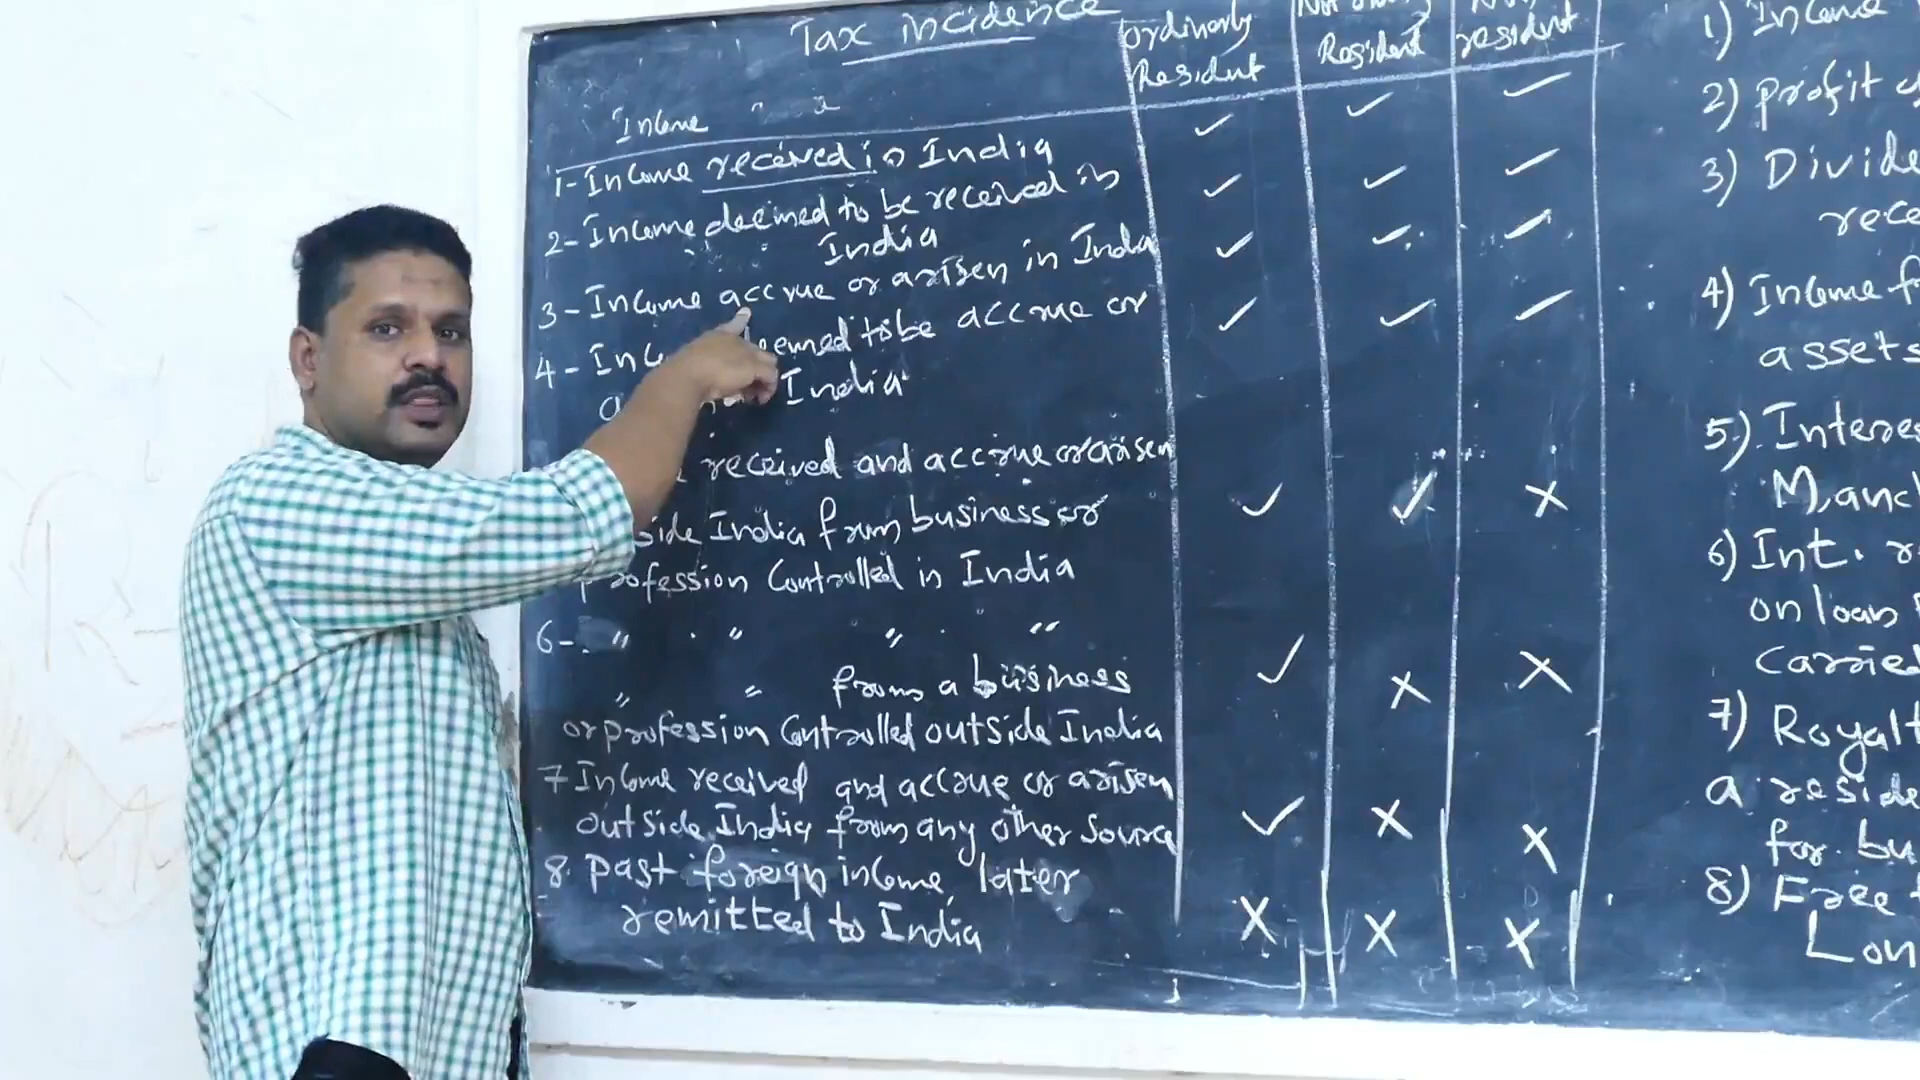 Tax incidence
ordinarily
Resident
Resident
resident
Income
1- Income received in India
2- Income deemed to be received in
India
3- Income accrue or arisen in India
4- deemed to be accrue or
India
received and accrue or arisen
India from business or
profession Controlled in India
6- " " " "
" " from a business
or profession Controlled outside India
7 Income received and accrue or arisen
outside India from any other source
8. past foreign income later
remitted to India
✓ ✓ ✓
✓ ✓ ✓
✓ ✓ ✓
✓ ✓ ✓
✓ ✓ X
✓ X X
✓ X X
X X X
1) Income
2) Profit
3) Divide
rece
4) Income f
assets
5) Interes
M, and
6) Int. r
on loan
Carried
7) Royalt
a reside
for bu
8) Free
Lon